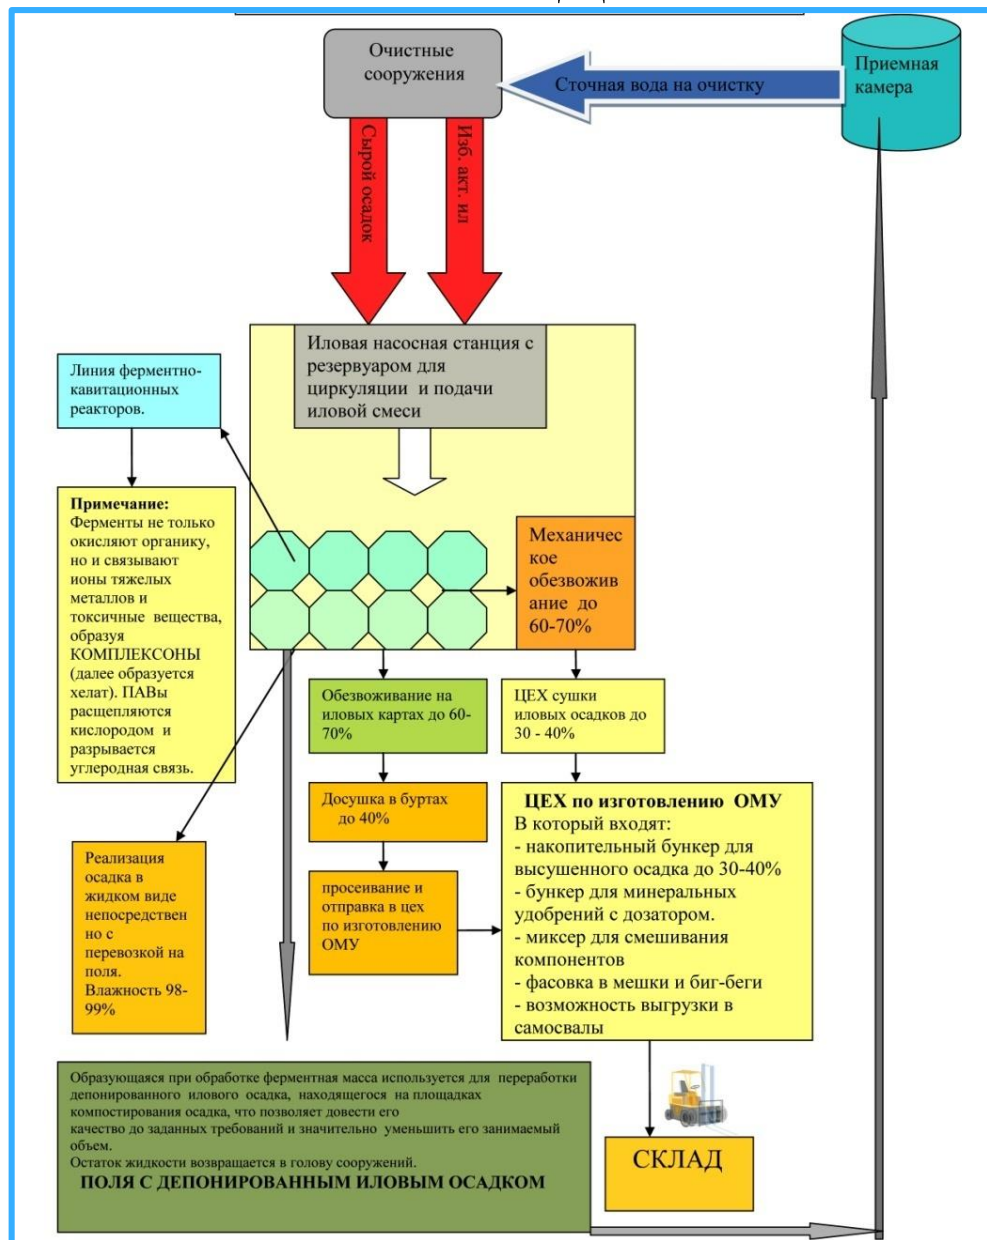 Очистные
сооружения
Сточная вода на очистку
Приемная
камера
Сырой осадок
Изб. акт. ил
Иловая насосная станция с
резервуаром для
циркуляции и подачи
иловой смеси
Линия ферментно-
кавитационных
реакторов.
Примечание:
Ферменты не только
окисляют органику,
но и связывают
ионы тяжелых
металлов и
токсичные вещества,
образуя
КОМПЛЕКСОНЫ
(далее образуется
хелат). ПАВы
расщепляются
кислородом и
разрывается
углеродная связь.
Механичес
кое
обезвожив
ание до
60-70%
Обезвоживание на
иловых картах до 60-
70%
ЦЕХ сушки
иловых осадков до
30 - 40%
Досушка в буртах
до 40%
просеивание и
отправка в цех
по изготовлению
ОМУ
ЦЕХ по изготовлению ОМУ
В который входят:
- накопительный бункер для
высушенного осадка до 30-40%
- бункер для минеральных
удобрений с дозатором.
- миксер для смешивания
компонентов
- фасовка в мешки и биг-беги
- возможность выгрузки в
самосвалы
Реализация
осадка в
жидком виде
непосредствен
но с
перевозкой на
поля.
Влажность 98-
99%
Образующаяся при обработке ферментная масса используется для переработки
депонированного илового осадка, находящегося на площадках
компостирования осадка, что позволяет довести его
качество до заданных требований и значительно уменьшить его занимаемый
объем.
Остаток жидкости возвращается в голову сооружений.
ПОЛЯ С ДЕПОНИРОВАННЫМ ИЛОВЫМ ОСАДКОМ
СКЛАД